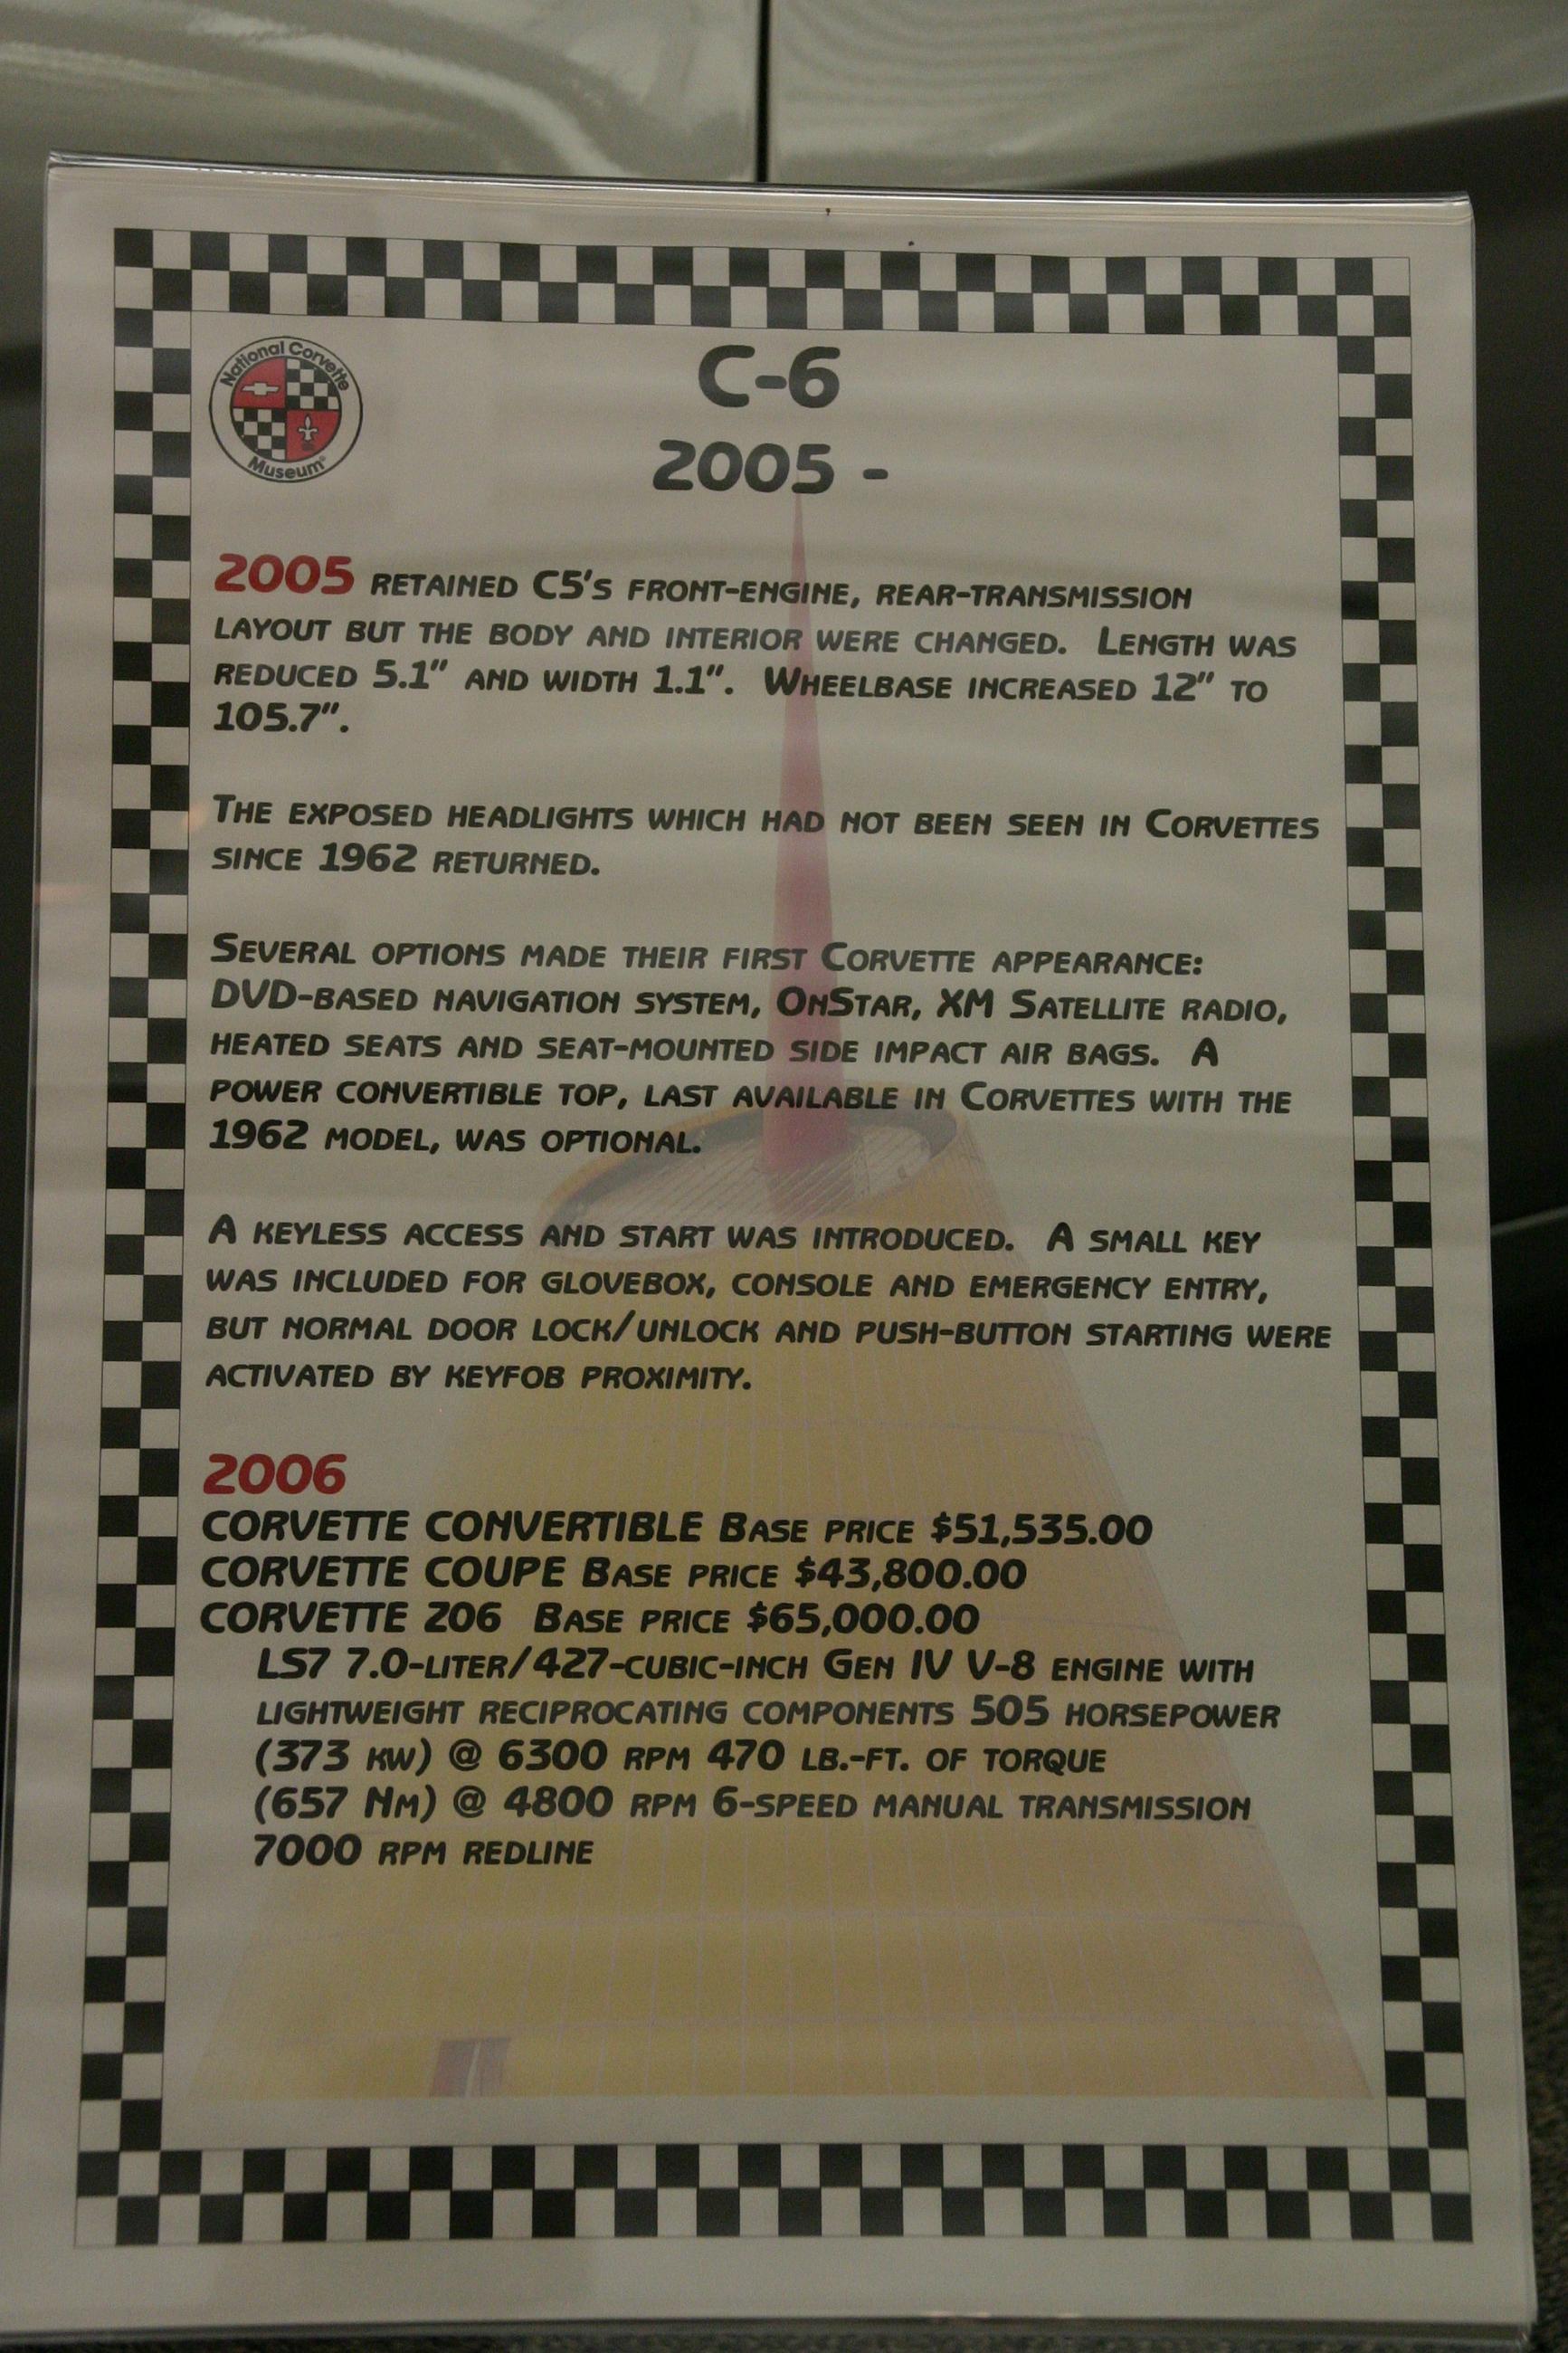 National Corvette
Museum
C-6
2005 -
2005 RETAINED C5'S FRONT-ENGINE, REAR-TRANSMISSION
LAYOUT BUT THE BODY AND INTERIOR WERE CHANGED. LENGTH WAS
REDUCED 5.1" AND WIDTH 1.1". WHEELBASE INCREASED 12" TO
105.7".
THE EXPOSED HEADLIGHTS WHICH HAD NOT BEEN SEEN IN CORVETTES
SINCE 1962 RETURNED.
SEVERAL OPTIONS MADE THEIR FIRST CORVETTE APPEARANCE:
DVD-BASED NAVIGATION SYSTEM, ONSTAR, XM SATELLITE RADIO,
HEATED SEATS AND SEAT-MOUNTED SIDE IMPACT AIR BAGS. A
POWER CONVERTIBLE TOP, LAST AVAILABLE IN CORVETTES WITH THE
1962 MODEL, WAS OPTIONAL.
A KEYLESS ACCESS AND START WAS INTRODUCED. A SMALL KEY
WAS INCLUDED FOR GLOVEBOX, CONSOLE AND EMERGENCY ENTRY,
BUT NORMAL DOOR LOCK/UNLOCK AND PUSH-BUTTON STARTING WERE
ACTIVATED BY KEYFOB PROXIMITY.
2006
CORVETTE CONVERTIBLE BASE PRICE $51,535.00
CORVETTE COUPE BASE PRICE $43,800.00
CORVETTE Z06 BASE PRICE $65,000.00
LS7 7.0-LITER/427-CUBIC-INCH GEN IV V-8 ENGINE WITH
LIGHTWEIGHT RECIPROCATING COMPONENTS 505 HORSEPOWER
(373 KW) @ 6300 RPM 470 LB.-FT. OF TORQUE
(657 NM) @ 4800 RPM 6-SPEED MANUAL TRANSMISSION
7000 RPM REDLINE